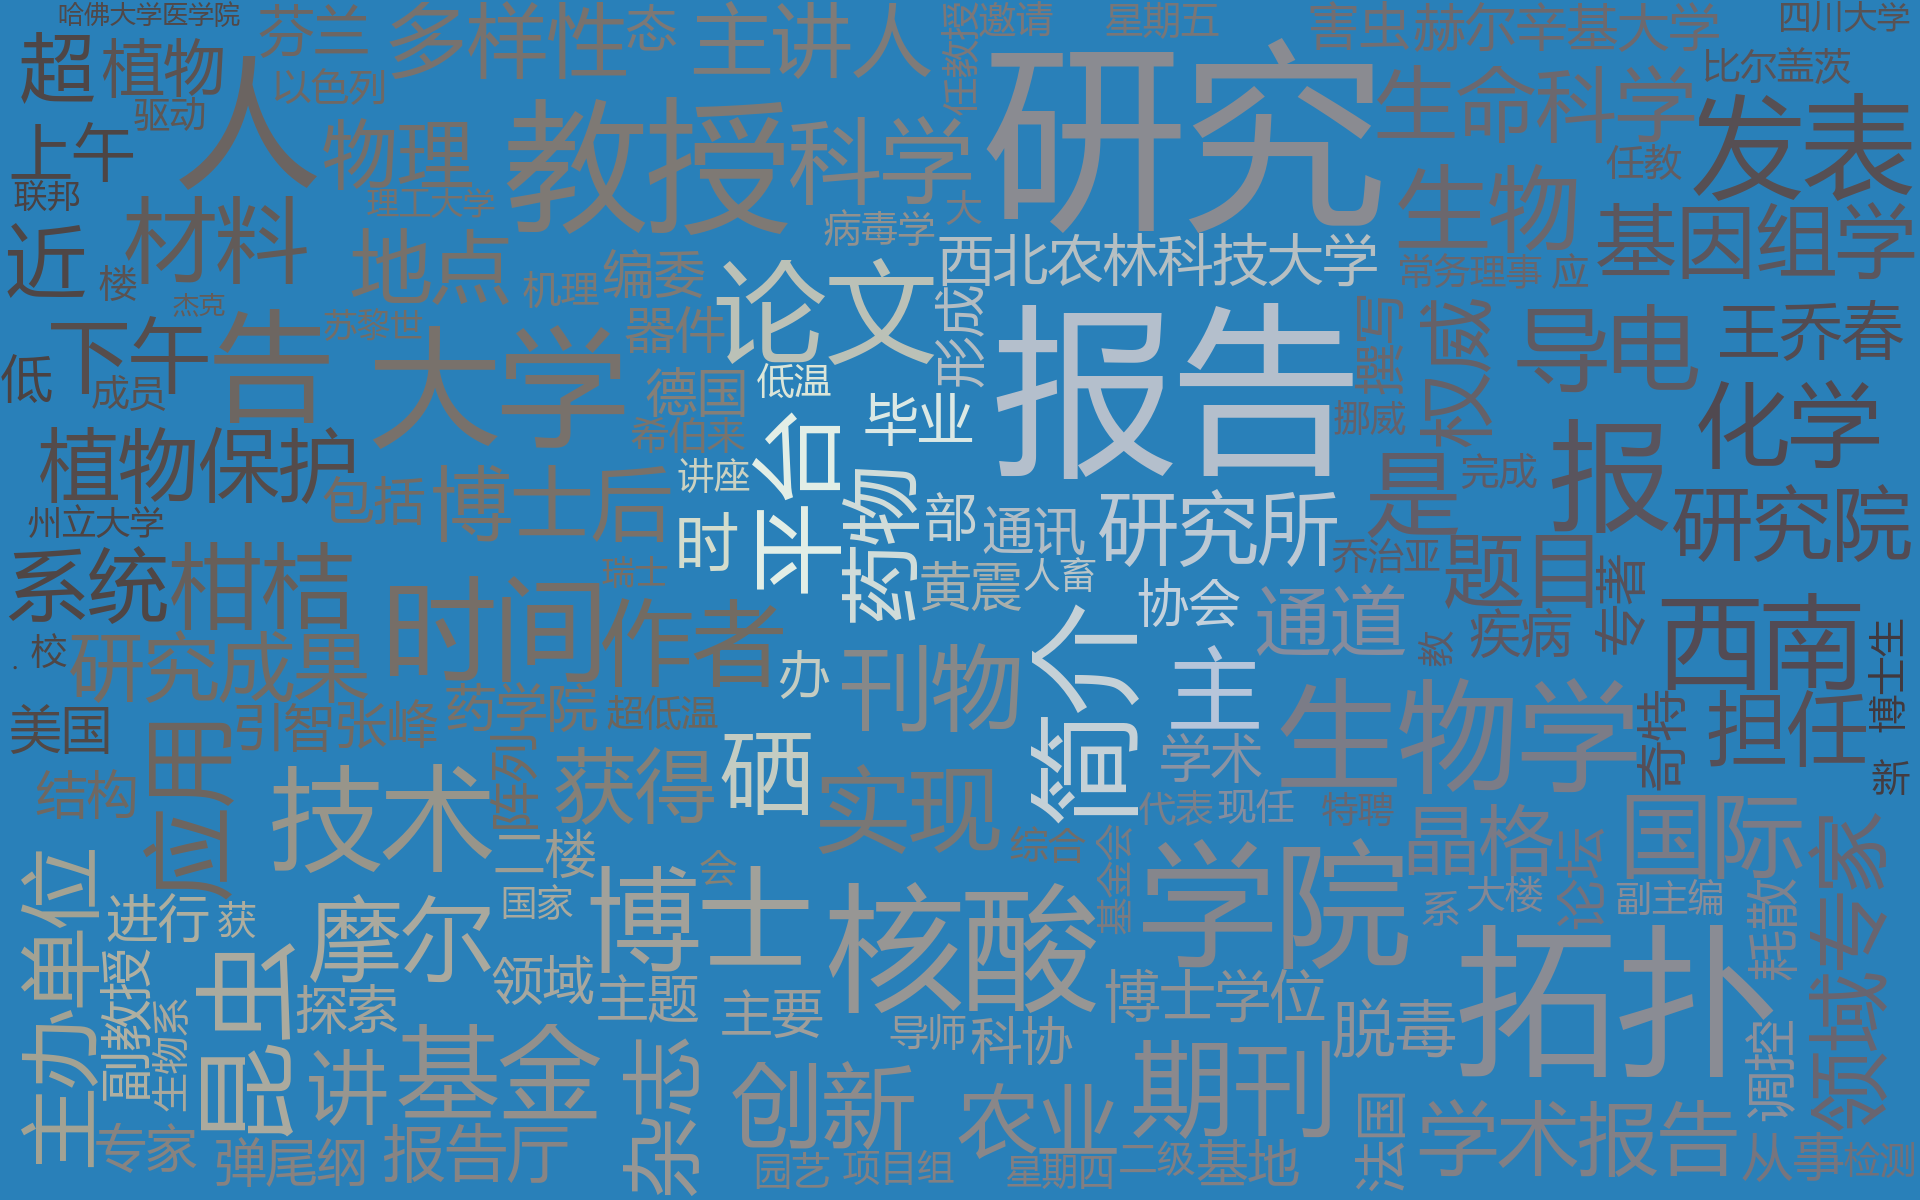 哈佛大学医学院
芬兰
多样性
态
主讲人
任教授
邀请
星期五
害虫
赫尔辛基大学
四川大学
超
植物
人
以色列
驱动
研究
生命科学
比尔盖茨
上午
物理
教授
科学
发表
联邦
理工大学
大
病毒学
任教
生物
近
材料
楼
地点
机理
编委
论文
西北农林科技大学
常务理事
应
基因组学
杰克
苏黎世
器件
形成
撰写
权威
导电
王乔春
下午
告
大学
报告
低
成员
德国
低温
毕业
挪威
化学
希伯来
平台
是
完成
报
植物保护
包括
博士后
讲座
药物
部
通讯
研究所
研究院
州立大学
时
乔治亚
题目
专著
系统
柑桔
瑞士
黄震
人畜
协会
时间
作者
简介
通道
教
疾病
西南
.
校
研究成果
办
刊物
主
博士生
美国
引智
张峰
药学院
超低温
硒
学术
生物学
奇特
担任
结构
应用
技术
阵列
获得
实现
代表
现任
特聘
新
二楼
综合
基金会
晶格
论坛
国际
领域专家
主办单位
进行
获
摩尔
国家
会
博士
核酸
学院
系
大楼
副主编
耗散
副教授
昆虫
探索
领域
主题
主要
导师
科协
博士学位
脱毒
拓扑
生物系
讲
基金
杂志
创新
农业
期刊
调控
专家
弹尾纲
报告厅
园艺
项目组
星期四
二级
基地
法国
学术报告
从事
检测